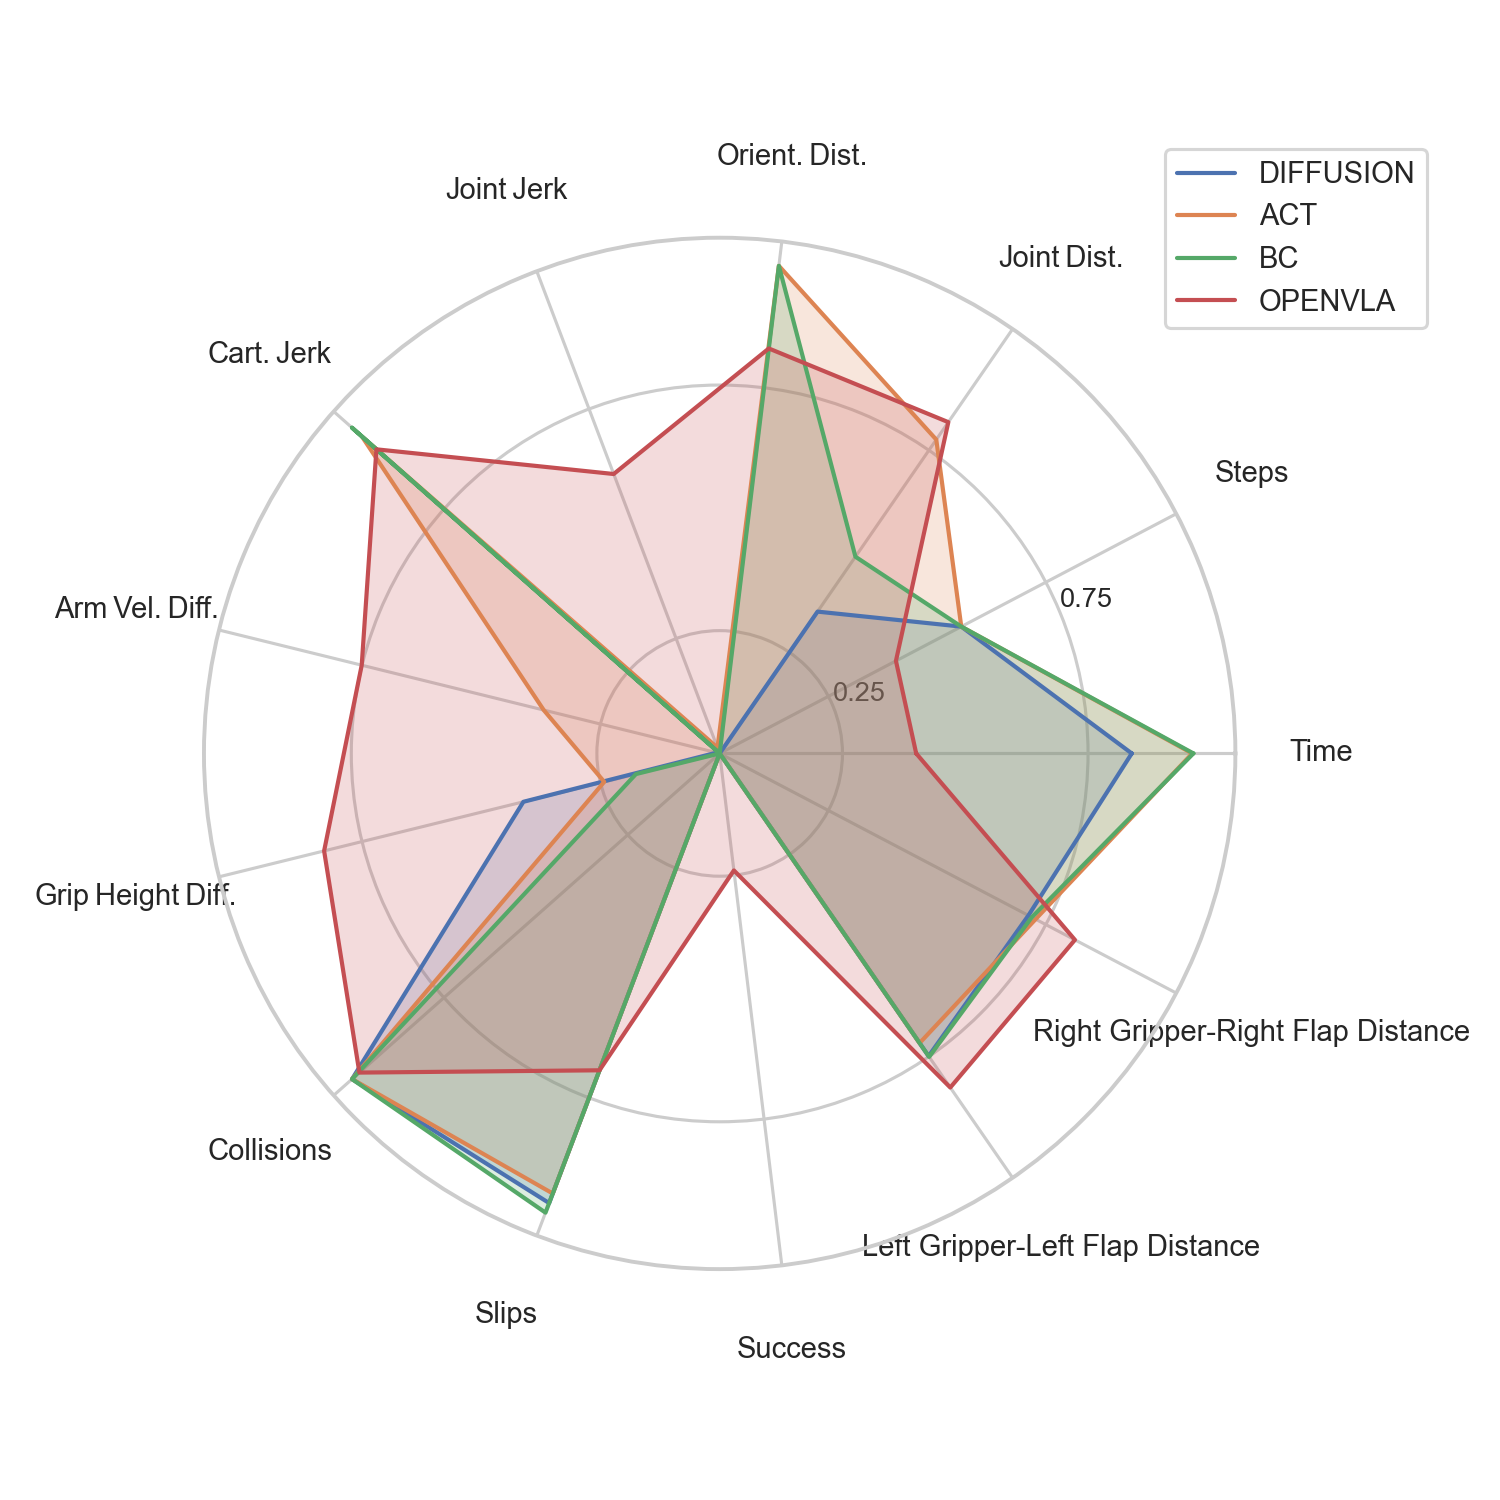 Orient. Dist.
Joint Jerk
Joint Dist.
Cart. Jerk
Steps
Arm Vel. Diff.
0.75
0.25
Time
Grip Height Diff.
Right Gripper-Right Flap Distance
Collisions
Left Gripper-Left Flap Distance
Slips
Success
DIFFUSION
ACT
BC
OPENVLA